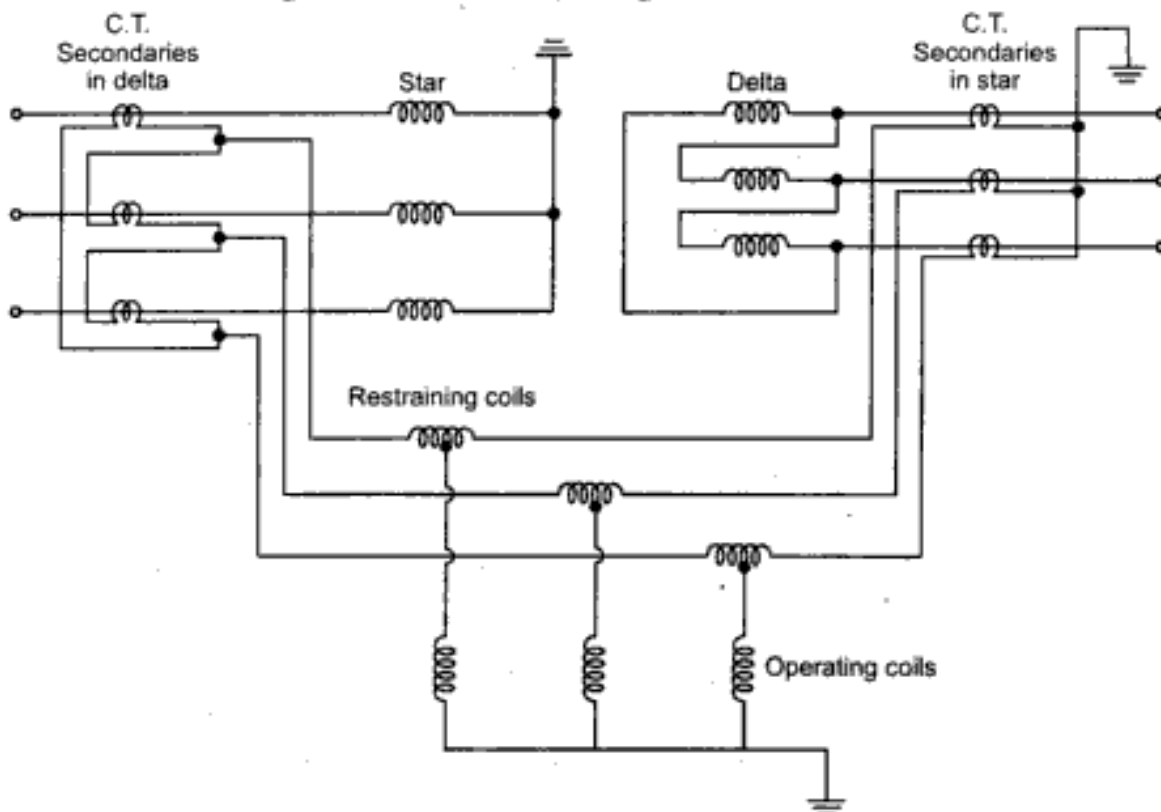 C.T.
Secondaries
in delta
Star
Delta
C.T.
Secondaries
in star
Restraining coils
Operating coils